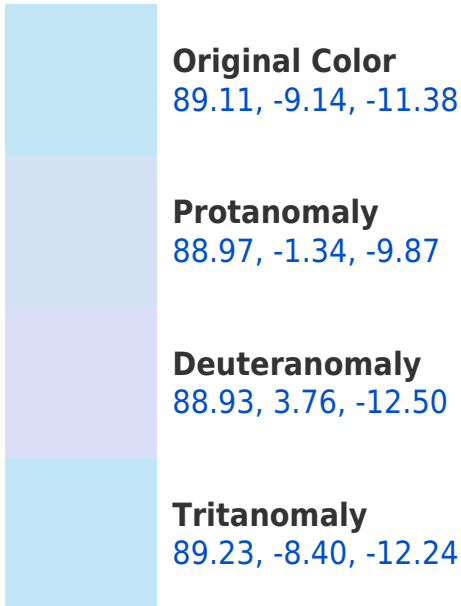 Original Color
89.11, -9.14, -11.38
Protanomaly
88.97, -1.34, -9.87
Deuteranomaly
88.93, 3.76, -12.50
Tritanomaly
89.23, -8.40, -12.24